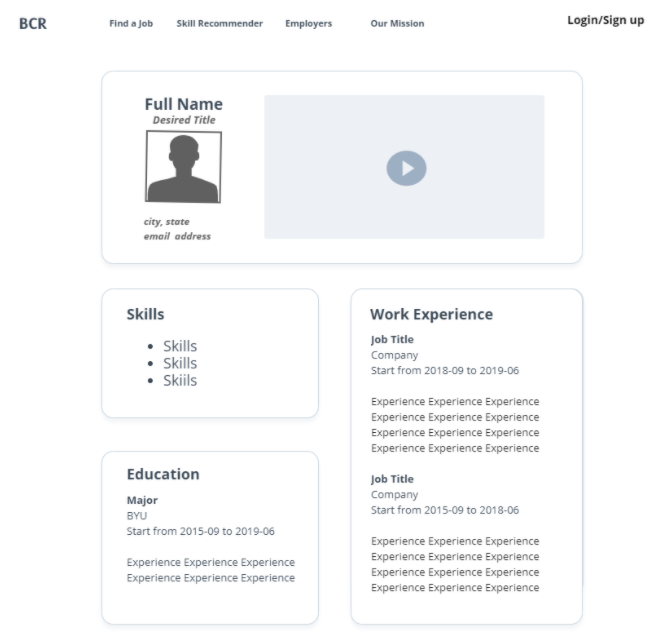 BCR
Find a Job
Skill Recommender
Employers
Our Mission
Login/Sign up
Full Name
Desired Title
city, state
email address
Skills
Skills
Skills
Skiils
Education
Major
BYU
Start from 2015-09 to 2019-06
Experience Experience Experience
Experience Experience Experience
Work Experience
Job Title
Company
Start from 2018-09 to 2019-06
Experience Experience Experience
Experience Experience Experience
Experience Experience Experience
Experience Experience Experience
Job Title
Company
Start from 2015-09 to 2018-06
Experience Experience Experience
Experience Experience Experience
Experience Experience Experience
Experience Experience Experience